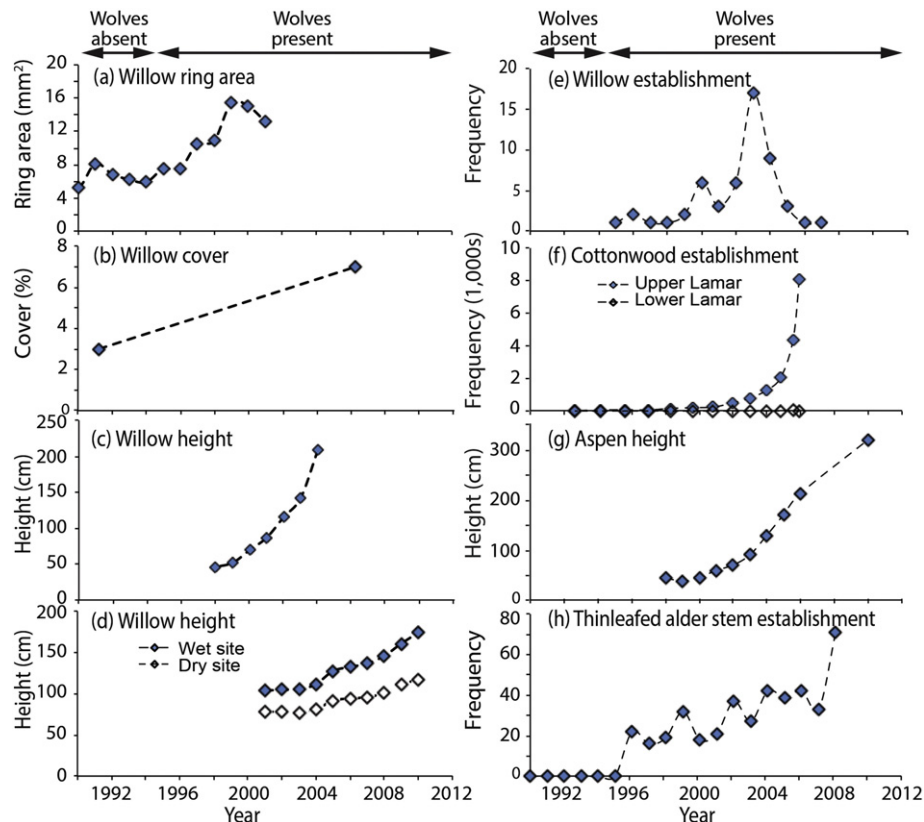 Wolves absent
Wolves present
Wolves absent
Wolves present
(a) Willow ring area
Ring area (mm²)
20
16
12
8
4
0
(b) Willow cover
Cover (%)
8
6
4
2
0
(c) Willow height
Height (cm)
250
200
150
100
50
0
(d) Willow height
Wet site
Dry site
Height (cm)
200
150
100
50
0
1992 1996 2000 2004 2008 2012
Year
(e) Willow establishment
Frequency
20
15
10
5
0
(f) Cottonwood establishment
Upper Lamar
Lower Lamar
Frequency (1,000s)
10
8
6
4
2
0
(g) Aspen height
Height (cm)
300
200
100
0
(h) Thinleafed alder stem establishment
Frequency
80
60
40
20
0
1992 1996 2000 2004 2008 2012
Year